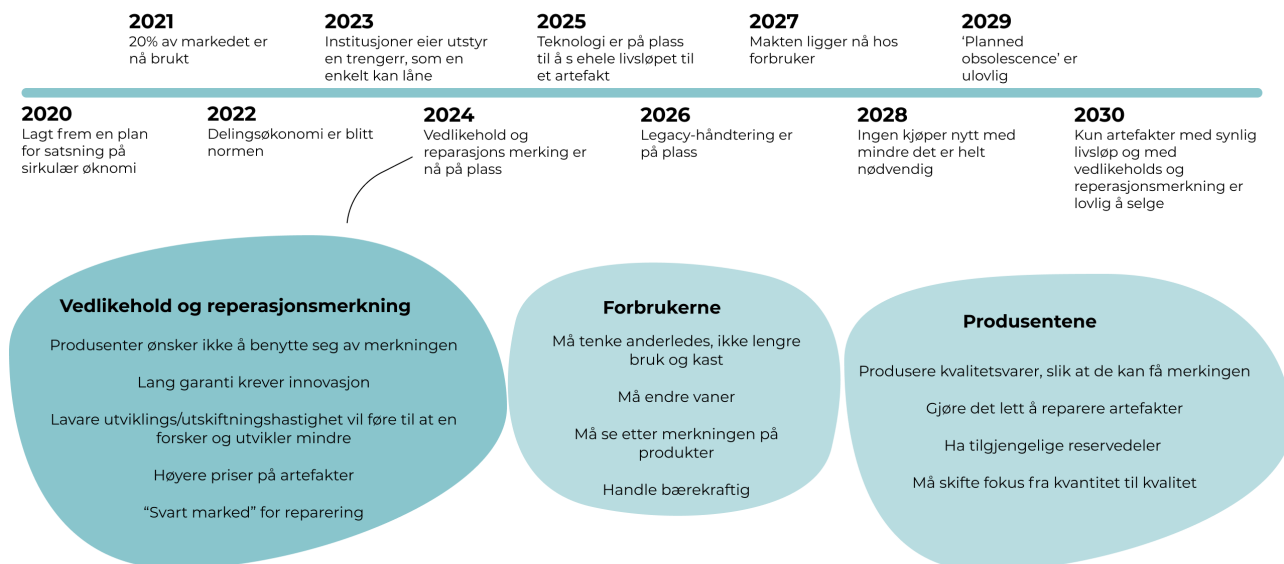 2021
20% av markedet er
nå brukt
2023
Institusjoner eier utstyr
en trengerr, som en
enkelt kan låne
2025
Teknologi er på plass
til å s ehele livsløpet til
et artefakt
2027
Makten ligger nå hos
forbruker
2029
‘Planned
obsolescence’ er
ulovlig
2020
Lagt frem en plan
for satsning på
sirkulær øknomi
2022
Delingsøkonomi er blitt
normen
2024
Vedlikehold og
reparasjons merking er
nå på plass
2026
Legacy-håndtering er
på plass
2028
Ingen kjøper nytt med
mindre det er helt
nødvendig
2030
Kun artefakter med synlig
livsløp og med
vedlikeholds og
reperasjonsmerkning er
lovlig å selge
Vedlikehold og reperasjonsmerkning
Produsenter ønsker ikke å benytte seg av merkningen
Lang garanti krever innovasjon
Lavare utviklings/utskiftningshastighet vil føre til at en
forsker og utvikler mindre
Høyere priser på artefakter
“Svart marked” for reparering
Forbrukerne
Må tenke anderledes, ikke lengre
bruk og kast
Må endre vaner
Må se etter merkningen på
produkter
Handle bærekraftig
Produsentene
Produsere kvalitetsvarer, slik at de kan få merkingen
Gjøre det lett å reparere artefakter
Ha tilgjengelige reservedeler
Må skifte fokus fra kvantitet til kvalitet